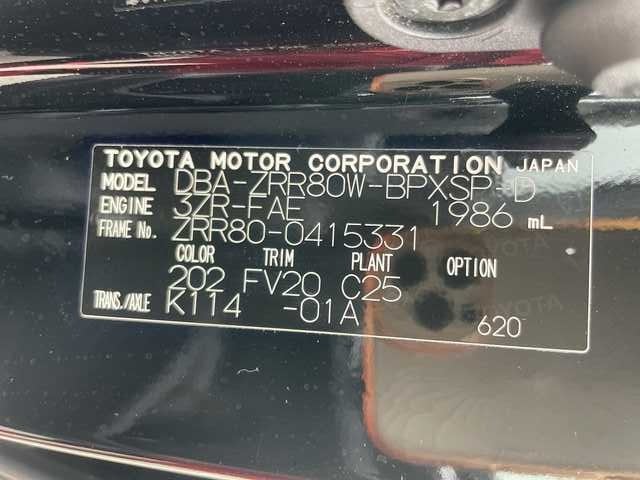 TOYOTA MOTOR CORPORATION JAPAN
MODEL DBA-ZRR80W-BPXSP-D
ENGINE 3ZR-FAE 1986 mL
FRAME No. ZRR80-0415331
COLOR TRIM PLANT OPTION
202 FV20 C25
TRANS./AXLE K114 -01A
620